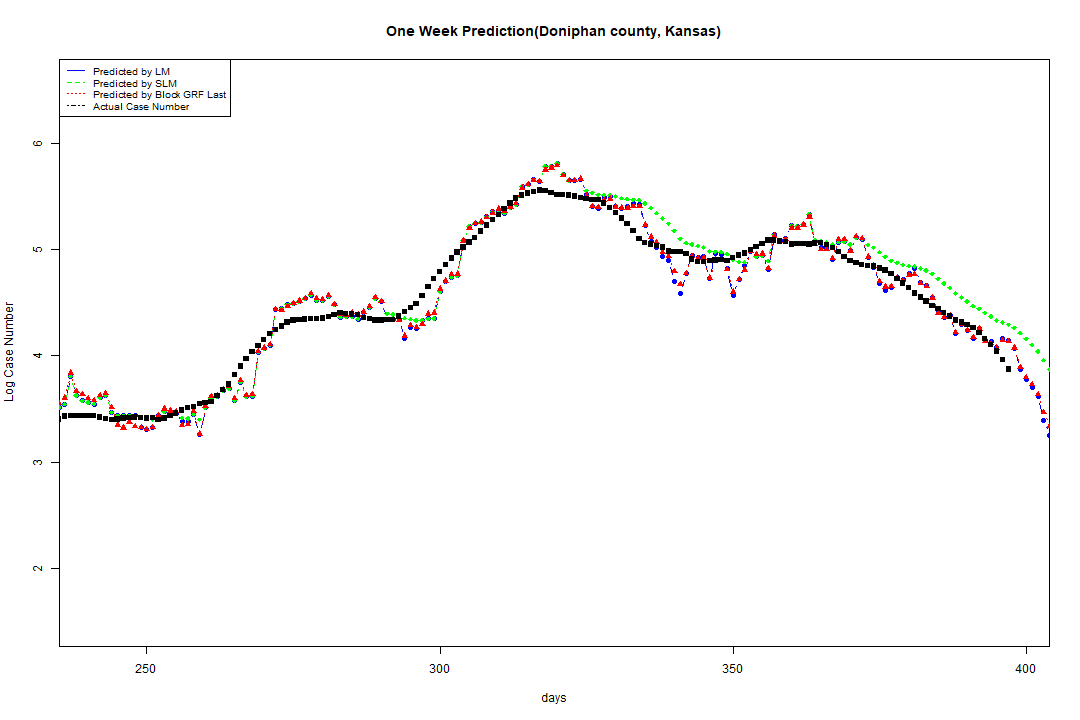 One Week Prediction(Doniphan county, Kansas)
Predicted by LM
Predicted by SLM
Predicted by Block GRF Last
Actual Case Number
6
5
4
3
2
Log Case Number
250
300
350
400
days